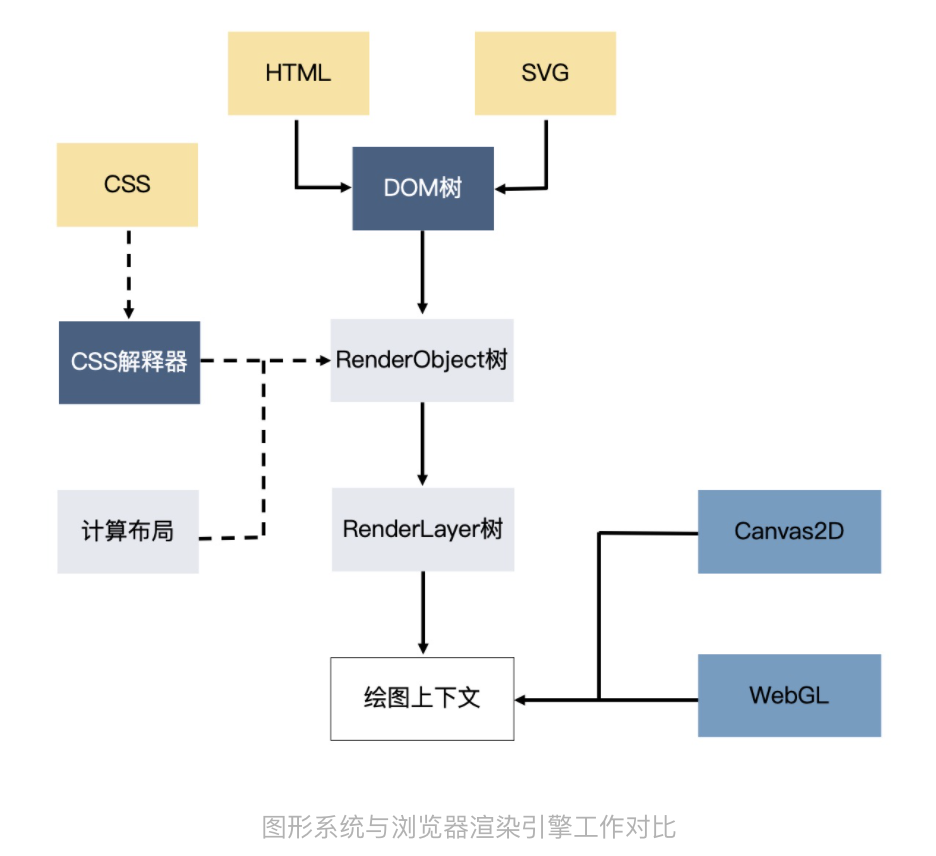 HTML
SVG
CSS
DOM树
CSS解释器
RenderObject树
计算布局
RenderLayer树
Canvas2D
绘图上下文
WebGL
图形系统与浏览器渲染引擎工作对比